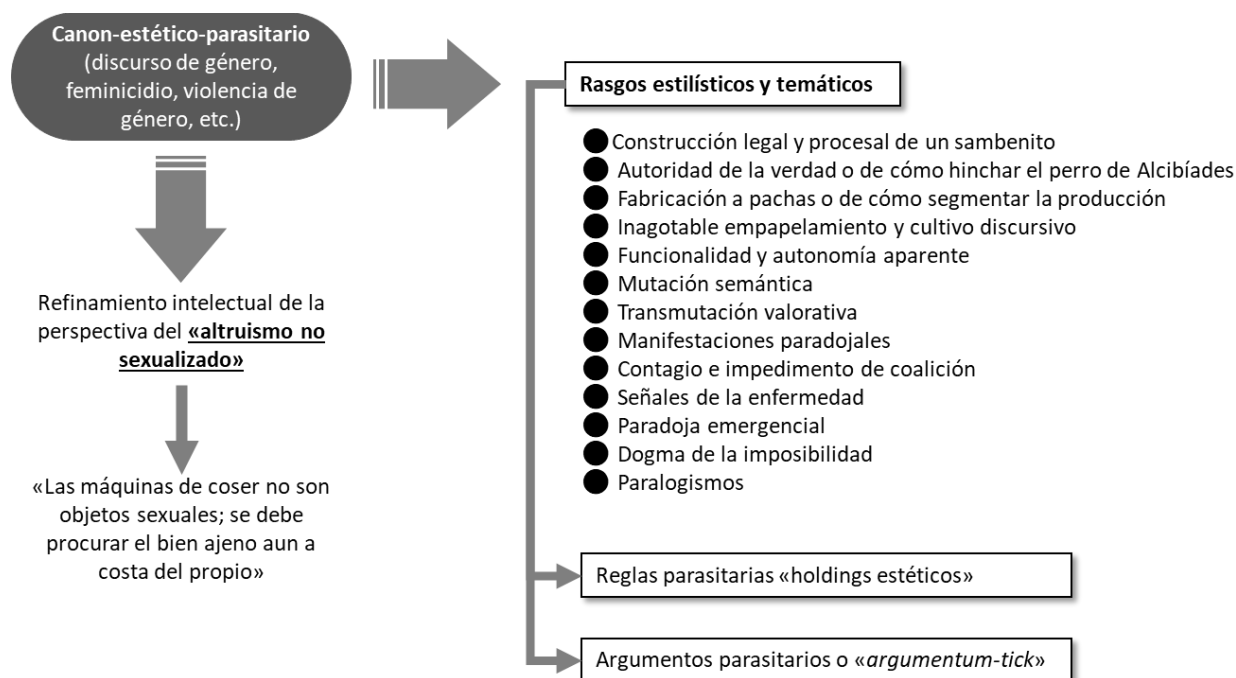 Canon-estético-parasitario
(discurso de género,
feminicidio, violencia de
género, etc.)
Refinamiento intelectual de la
perspectiva del «altruismo no
sexualizado»
«Las máquinas de coser no son
objetos sexuales; se debe
procurar el bien ajeno aun a
costa del propio»
Rasgos estilísticos y temáticos
Construcción legal y procesal de un sambenito
Autoridad de la verdad o de cómo hinchar el perro de Alcibíades
Fabricación a pachas o de cómo segmentar la producción
Inagotable empapelamiento y cultivo discursivo
Funcionalidad y autonomía aparente
Mutación semántica
Transmutación valorativa
Manifestaciones paradojales
Contagio e impedimento de coalición
Señales de la enfermedad
Paradoja emergencial
Dogma de la imposibilidad
Paralogismos
Reglas parasitarias «holdings estéticos»
Argumentos parasitarios o «argumentum-tick»